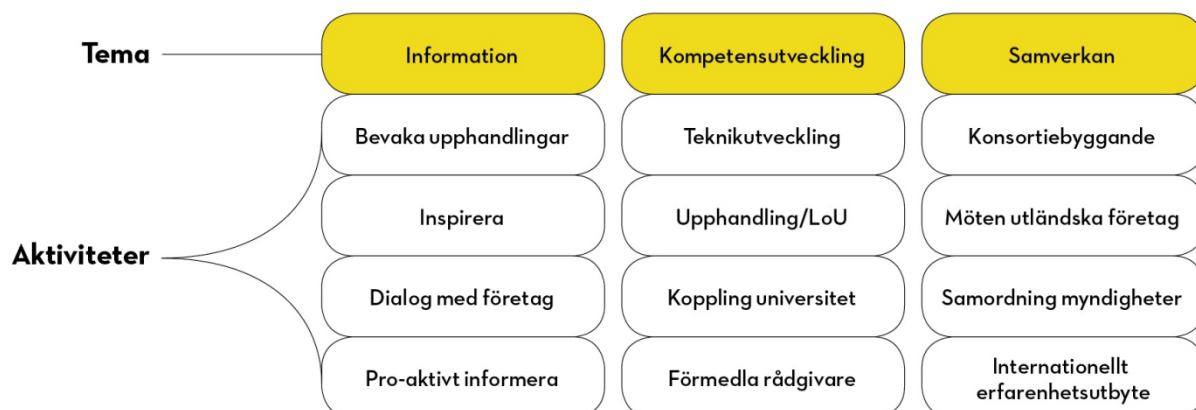 Tema
Information
Kompetensutveckling
Samverkan
Aktiviteter
Bevaka upphandlingar
Teknikutveckling
Konsortiebyggande
Inspirera
Upphandling/LoU
Möten utländska företag
Dialog med företag
Koppling universitet
Samordning myndigheter
Pro-aktivt informera
Förmedla rådgivare
Internationellt
erfarenhetsutbyte